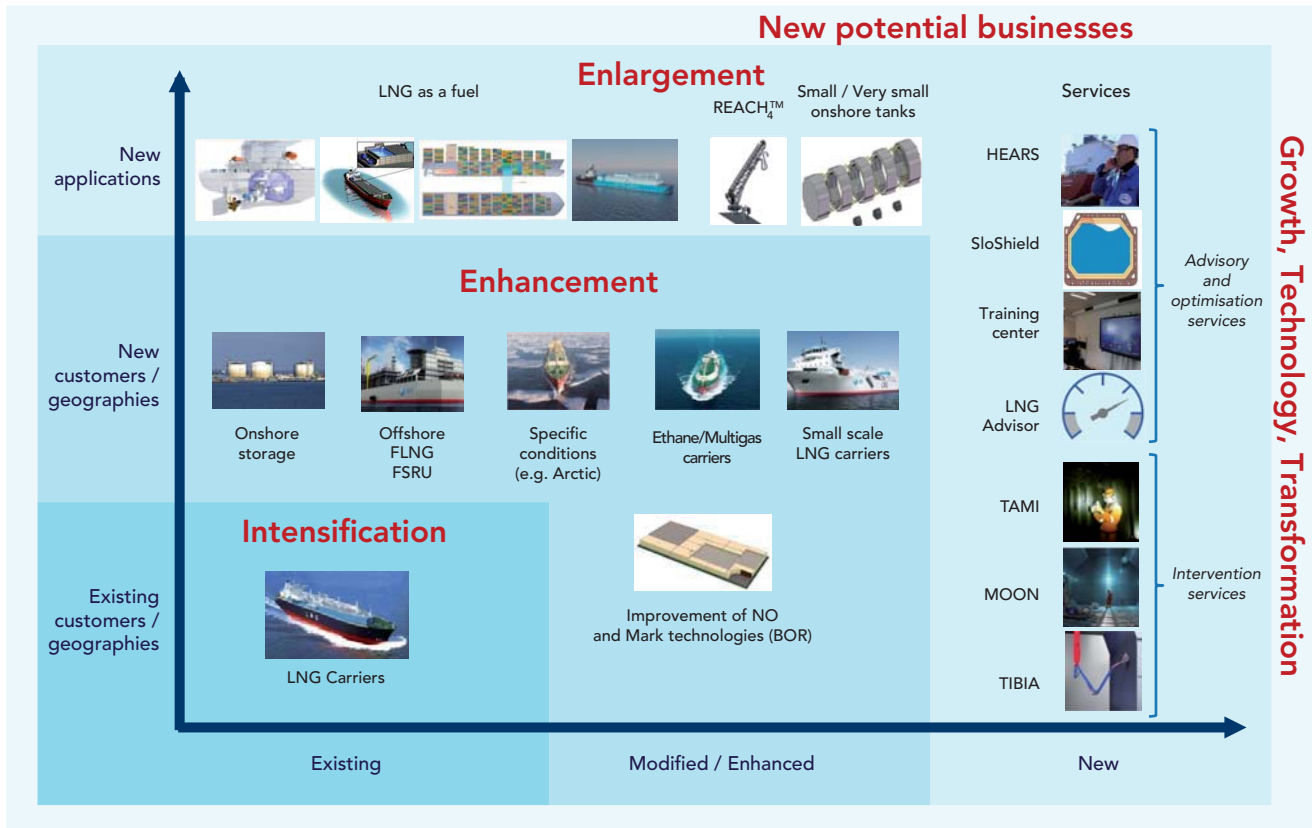 New potential businesses
Enlargement
LNG as a fuel
REACH4™
Small / Very small
onshore tanks
Services
New
applications
HEARS
SloShield
Training
center
LNG
Advisor
Advisory
and
optimisation
services
Enhancement
New
customers /
geographies
Onshore
storage
Offshore
FLNG
FSRU
Specific
conditions
(e.g. Arctic)
Ethane/Multigas
carriers
Small scale
LNG carriers
TAMI
MOON
TIBIA
Intervention
services
Intensification
Existing
customers /
geographies
LNG Carriers
Improvement of NO
and Mark technologies (BOR)
Existing
Modified / Enhanced
New
Growth, Technology, Transformation